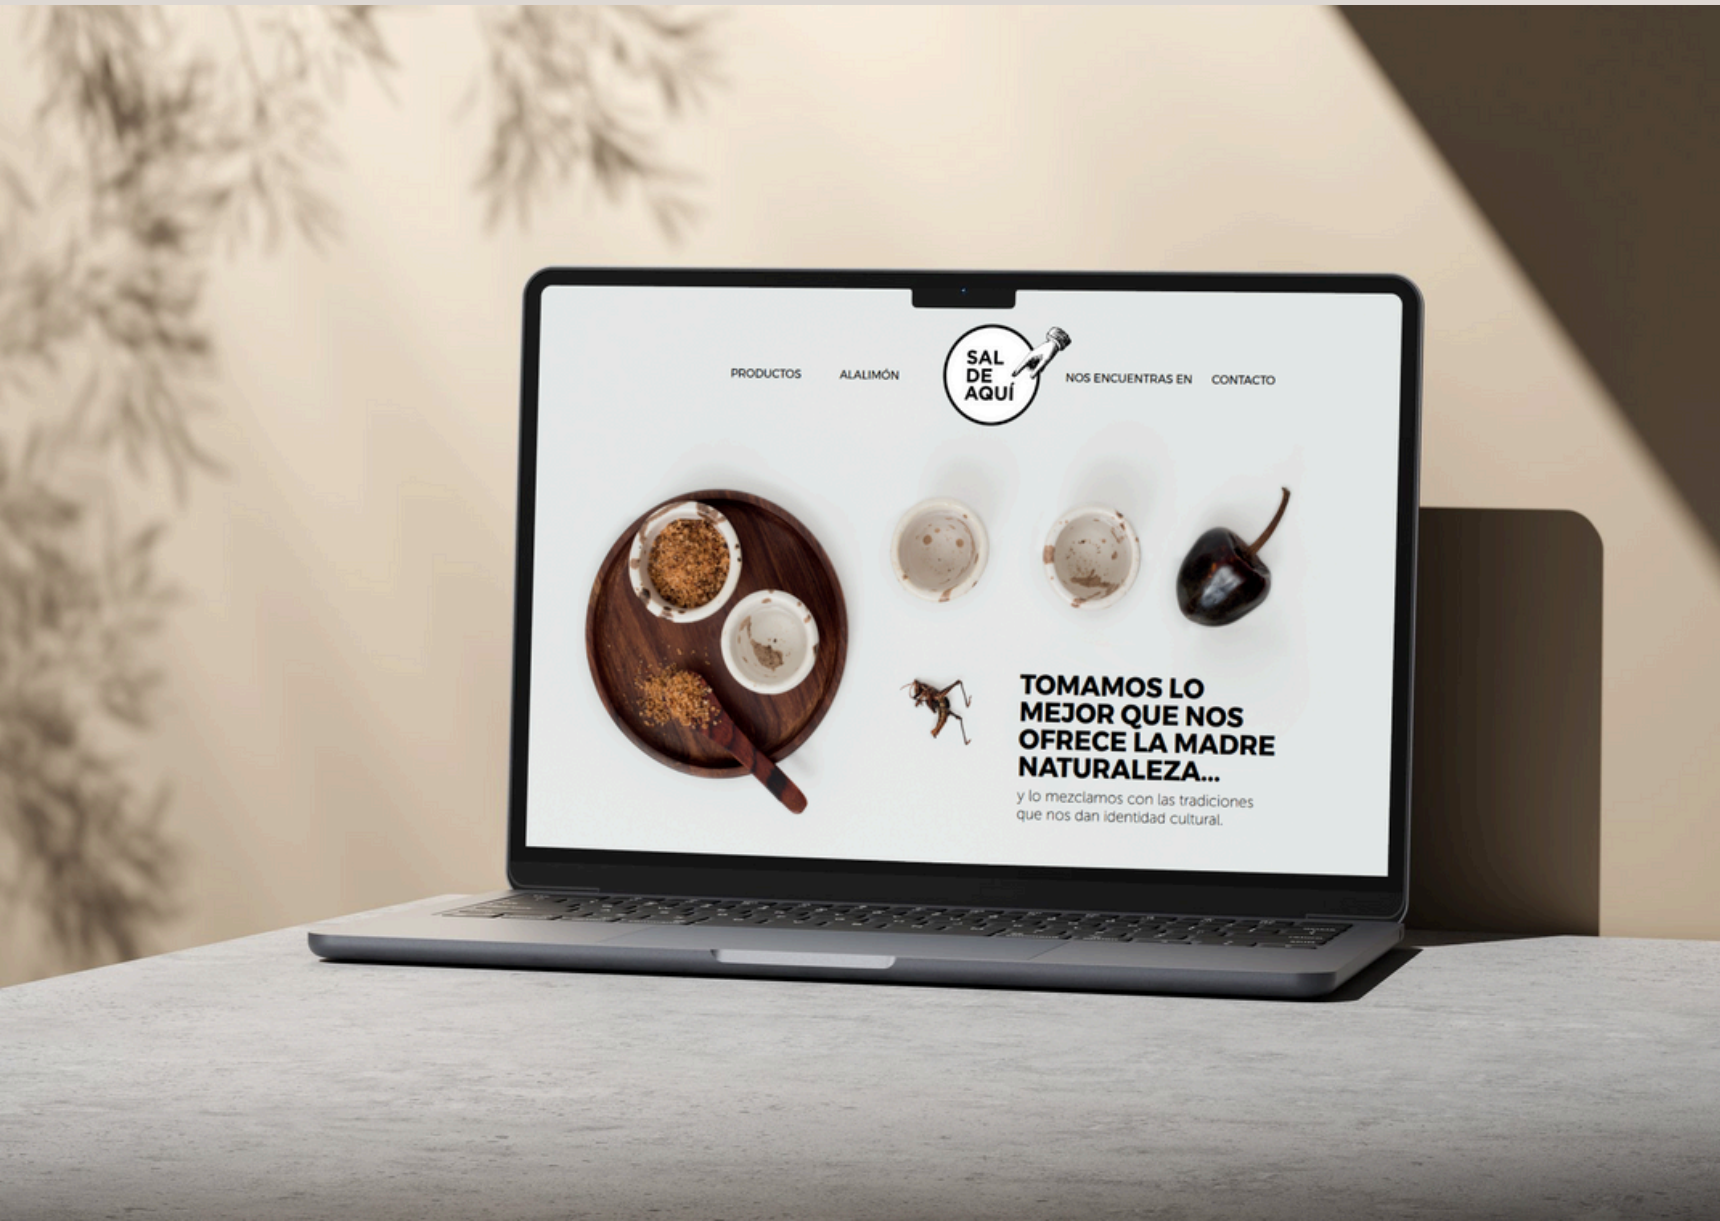 PRODUCTOS
ALALIMÓN
SAL
DE
AQUÍ
NOS ENCUENTRAS EN
CONTACTO
TOMAMOS LO
MEJOR QUE NOS
OFRECE LA MADRE
NATURALEZA...
y lo mezclamos con las tradiciones
que nos dan identidad cultural.